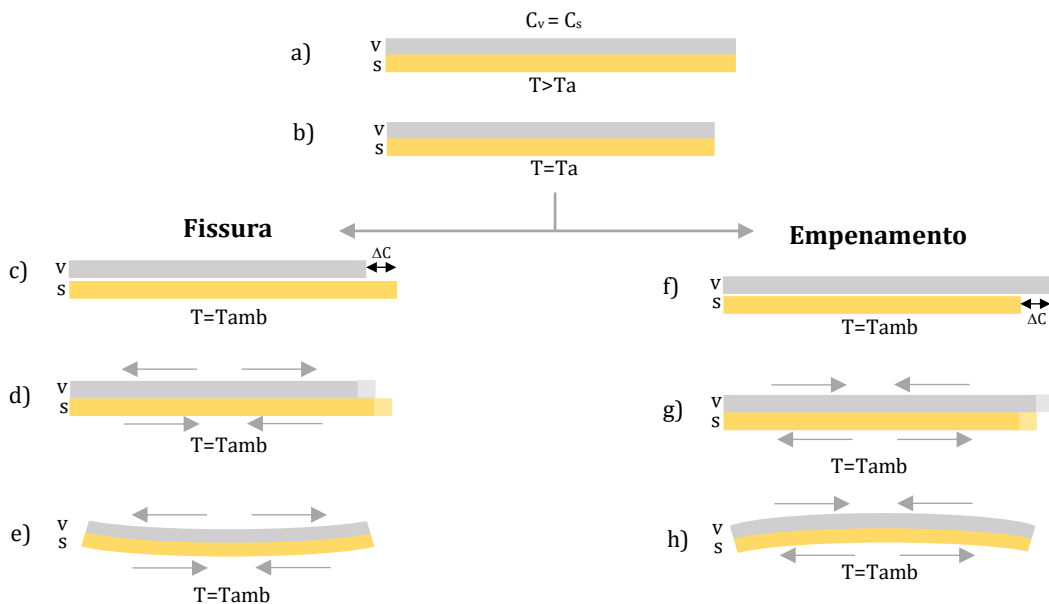 Cv = Cs
a)
v
s
T>Ta
b)
v
s
T=Ta
Fissura
c)
v
s
ΔC
T=Tamb
d)
v
s
T=Tamb
e)
v
s
T=Tamb
Empenamento
f)
v
s
ΔC
T=Tamb
g)
v
s
T=Tamb
h)
v
s
T=Tamb